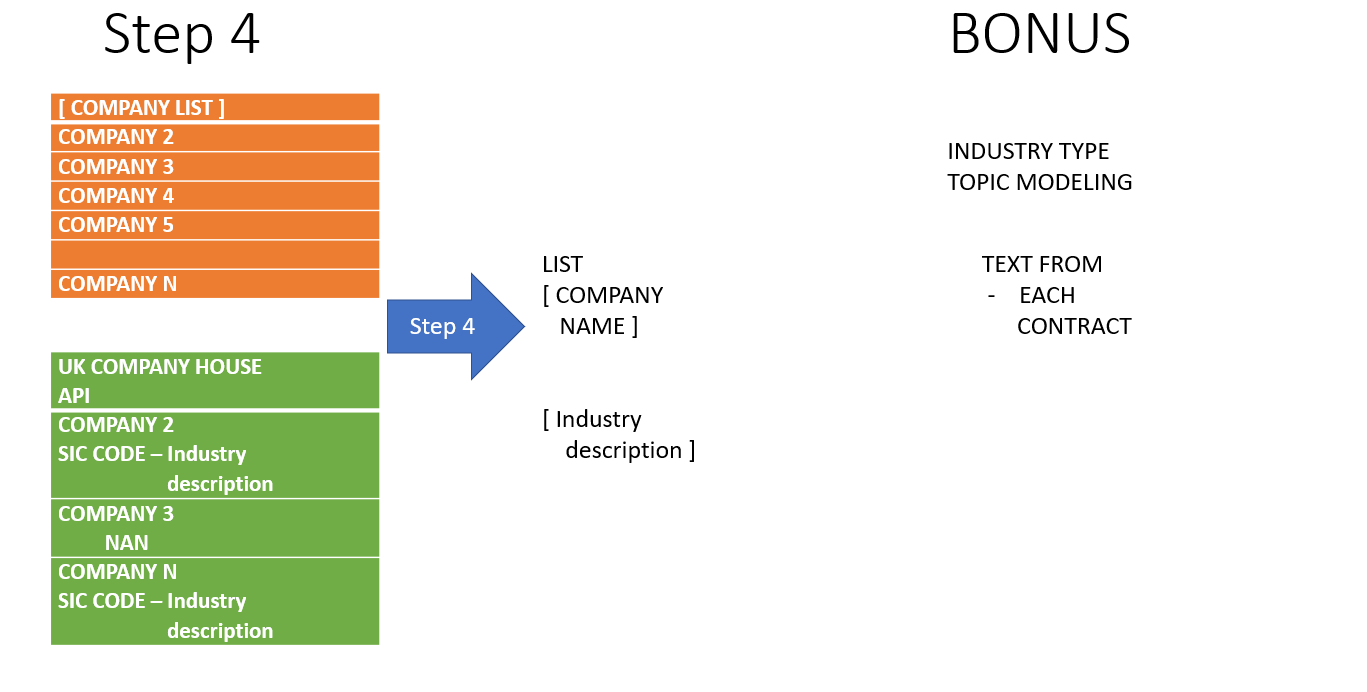 Step 4
[ COMPANY LIST ]
COMPANY 2
COMPANY 3
COMPANY 4
COMPANY 5
COMPANY N
UK COMPANY HOUSE
API
COMPANY 2
SIC CODE – Industry
description
COMPANY 3
NAN
COMPANY N
SIC CODE – Industry
description
Step 4
LIST
[ COMPANY
NAME ]
[ Industry
description ]
BONUS
INDUSTRY TYPE
TOPIC MODELING
TEXT FROM
- EACH
CONTRACT